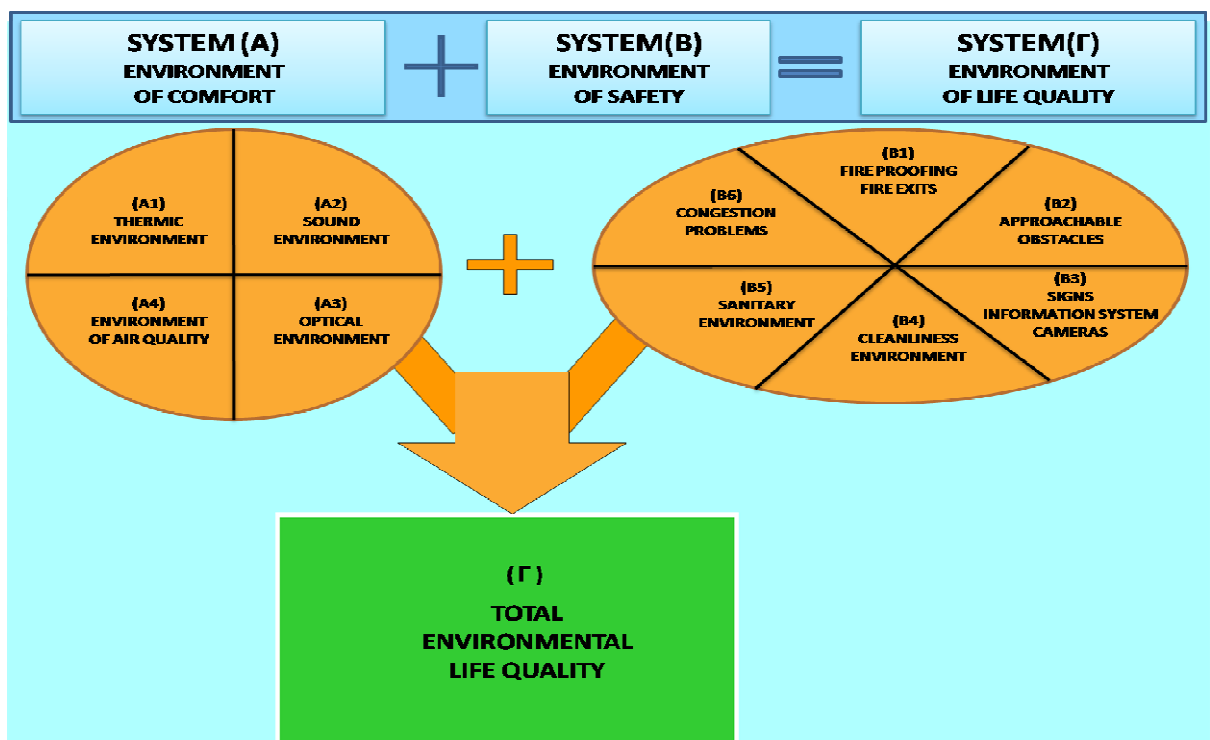 SYSTEM (A)
ENVIRONMENT
OF COMFORT
+
SYSTEM(B)
ENVIRONMENT
OF SAFETY
=
SYSTEM(Γ)
ENVIRONMENT
OF LIFE QUALITY
(A1)
THERMIC
ENVIRONMENT
(A2)
SOUND
ENVIRONMENT
(A4)
ENVIRONMENT
OF AIR QUALITY
(A3)
OPTICAL
ENVIRONMENT
+
(B1)
FIRE PROOFING
FIRE EXITS
(B6)
CONGESTION
PROBLEMS
(B2)
APPROACHABLE
OBSTACLES
(B5)
SANITARY
ENVIRONMENT
(B3)
SIGNS
INFORMATION SYSTEM
CAMERAS
(B4)
CLEANLINESS
ENVIRONMENT
(Γ)
TOTAL
ENVIRONMENTAL
LIFE QUALITY